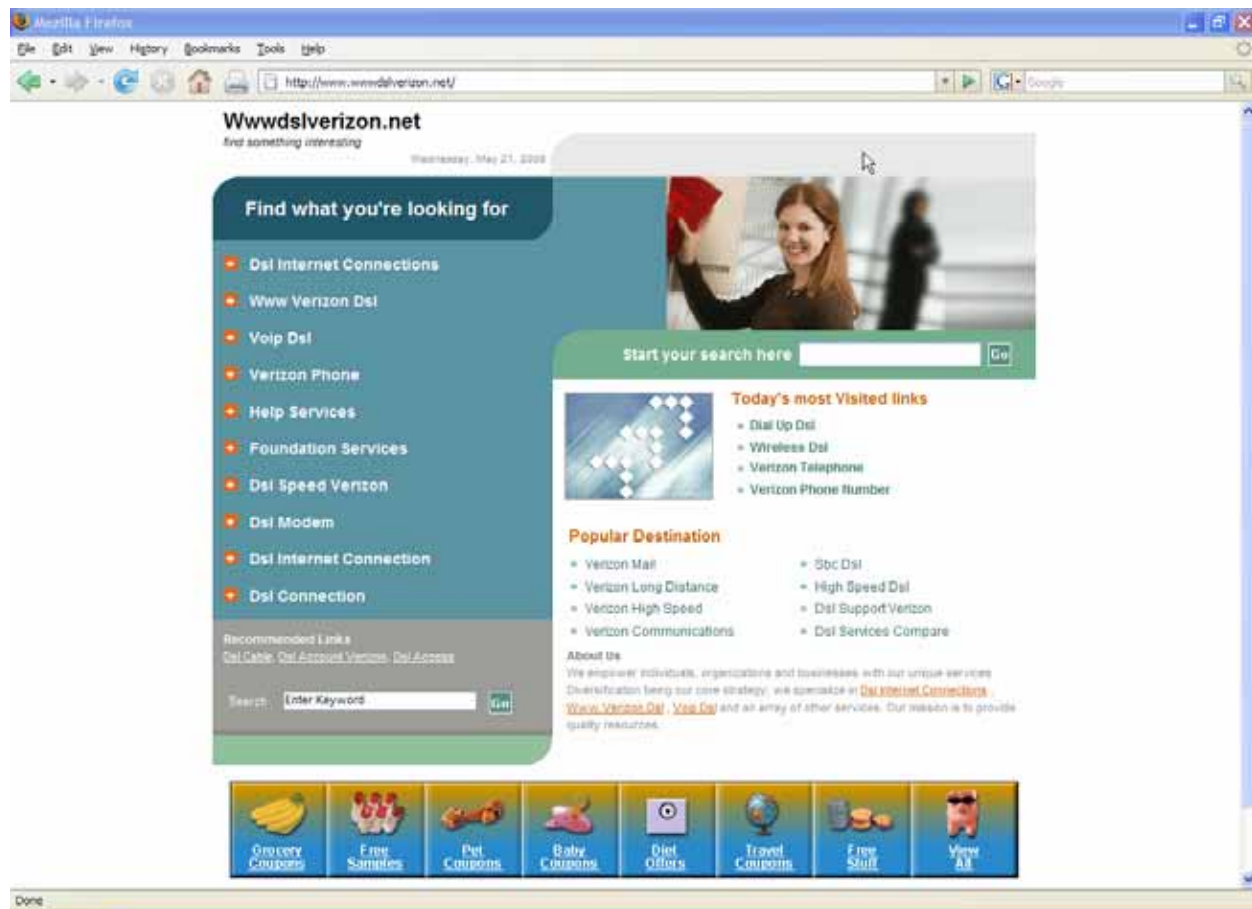 Mozilla Firefox
File Edit View History Bookmarks Tools Help
http://www.wwwdslverizon.net/
Google
Wwwdslverizon.net
find something interesting
Wednesday, May 21, 2008
Find what you're looking for
Dsl Internet Connections
Www Verizon Dsl
Voip Dsl
Verizon Phone
Help Services
Foundation Services
Dsl Speed Verizon
Dsl Modem
Dsl Internet Connection
Dsl Connection
Recommended Links
Dsl Cable, Dsl Account Verizon, Dsl Access
Search Enter Keyword Go
Start your search here Go
Today's most Visited links
Dial Up Dsl
Wireless Dsl
Verizon Telephone
Verizon Phone Number
Popular Destination
Verizon Mail
Verizon Long Distance
Verizon High Speed
Verizon Communications
Sbc Dsl
High Speed Dsl
Dsl Support Verizon
Dsl Services Compare
About Us
We empower individuals, organizations and businesses with our unique services.
Diversification being our core strategy, we specialize in Dsl Internet Connections ,
Www Verizon Dsl , Voip Dsl and an array of other services. Our mission is to provide
quality resources.
Grocery Coupons
Free Samples
Pet Coupons
Baby Coupons
Diet Offers
Travel Coupons
Free Stuff
View All
Done